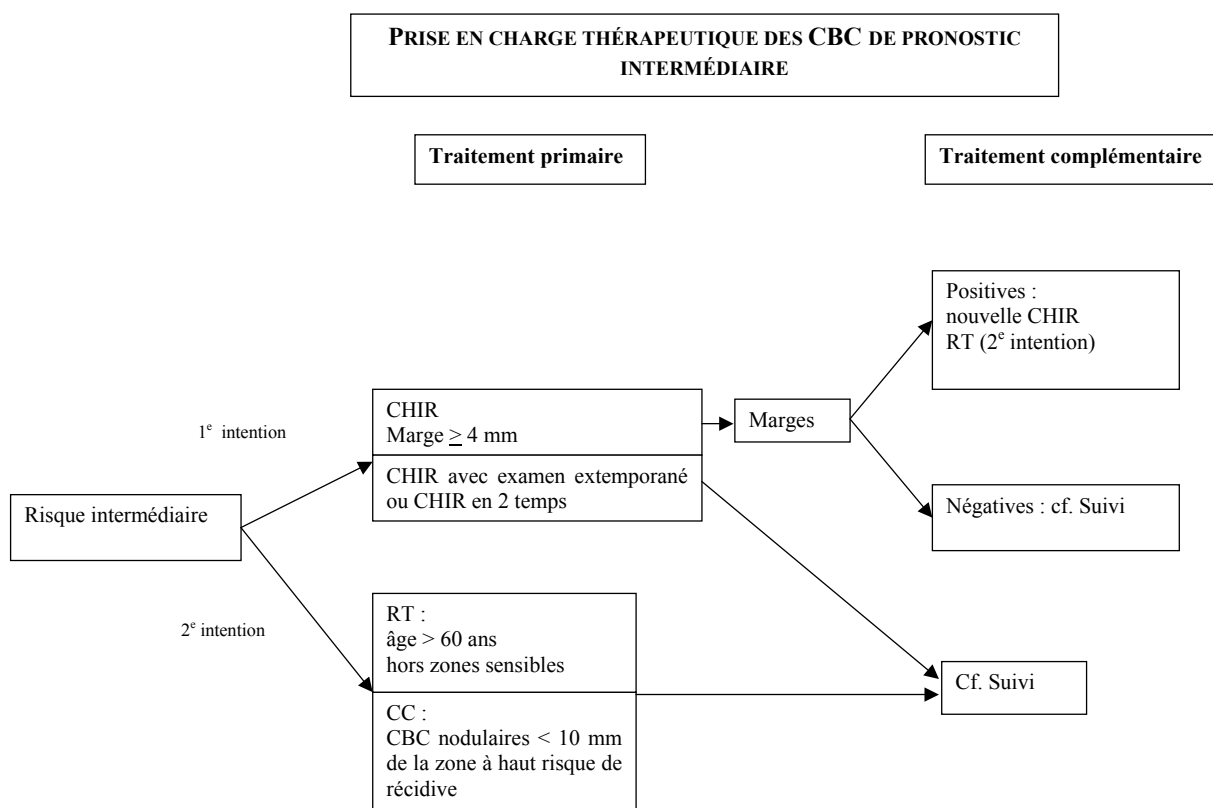 PRISE EN CHARGE THÉRAPEUTIQUE DES CBC DE PRONOSTIC
INTERMÉDIAIRE
Traitement primaire
Traitement complémentaire
Positives :
nouvelle CHIR
RT (2e intention)
1e intention
CHIR
Marge ≥ 4 mm
Marges
CHIR avec examen extemporané
ou CHIR en 2 temps
Négatives : cf. Suivi
Risque intermédiaire
2e intention
RT :
âge > 60 ans
hors zones sensibles
Cf. Suivi
CC :
CBC nodulaires < 10 mm
de la zone à haut risque de
récidive